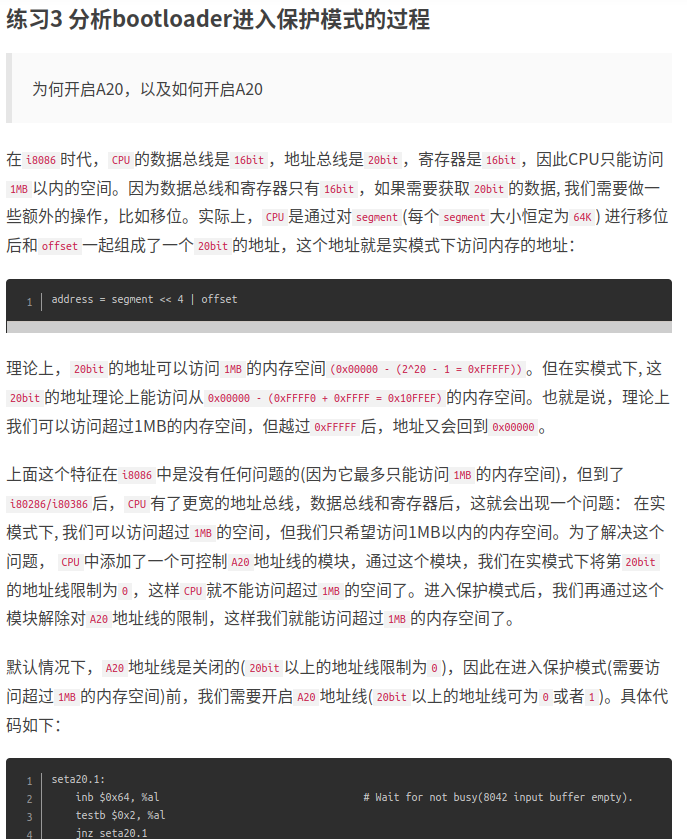 练习3 分析bootloader进入保护模式的过程
为何开启A20，以及如何开启A20
在 i8086 时代， CPU 的数据总线是 16bit ，地址总线是 20bit ，寄存器是 16bit ，因此CPU只能访问
1MB 以内的空间。因为数据总线和寄存器只有 16bit ，如果需要获取 20bit 的数据, 我们需要做一
些额外的操作，比如移位。实际上， CPU 是通过对 segment (每个 segment 大小恒定为 64K ) 进行移位
后和 offset 一起组成了一个 20bit 的地址，这个地址就是实模式下访问内存的地址：
1 address = segment << 4 | offset
理论上， 20bit 的地址可以访问 1MB 的内存空间 (0x00000 - (2^20 - 1 = 0xFFFFF)) 。但在实模式下, 这
20bit 的地址理论上能访问从 0x00000 - (0xFFFF0 + 0xFFFF = 0x10FFEF) 的内存空间。也就是说，理论上
我们可以访问超过1MB的内存空间，但越过 0xFFFFF 后，地址又会回到 0x00000 。
上面这个特征在 i8086 中是没有任何问题的(因为它最多只能访问 1MB 的内存空间)，但到了
i80286/i80386 后， CPU 有了更宽的地址总线，数据总线和寄存器后，这就会出现一个问题： 在实
模式下, 我们可以访问超过 1MB 的空间，但我们只希望访问1MB以内的内存空间。为了解决这个
问题， CPU 中添加了一个可控制 A20 地址线的模块，通过这个模块，我们在实模式下将第 20bit
的地址线限制为 0 ，这样 CPU 就不能访问超过 1MB 的空间了。进入保护模式后，我们再通过这个
模块解除对 A20 地址线的限制，这样我们就能访问超过 1MB 的内存空间了。
默认情况下， A20 地址线是关闭的( 20bit 以上的地址线限制为 0 )，因此在进入保护模式(需要访
问超过 1MB 的内存空间)前，我们需要开启 A20 地址线( 20bit 以上的地址线可为 0 或者 1 )。具体代
码如下：
1 seta20.1:
2 inb $0x64, %al # Wait for not busy(8042 input buffer empty).
3 testb $0x2, %al
4 jnz seta20.1